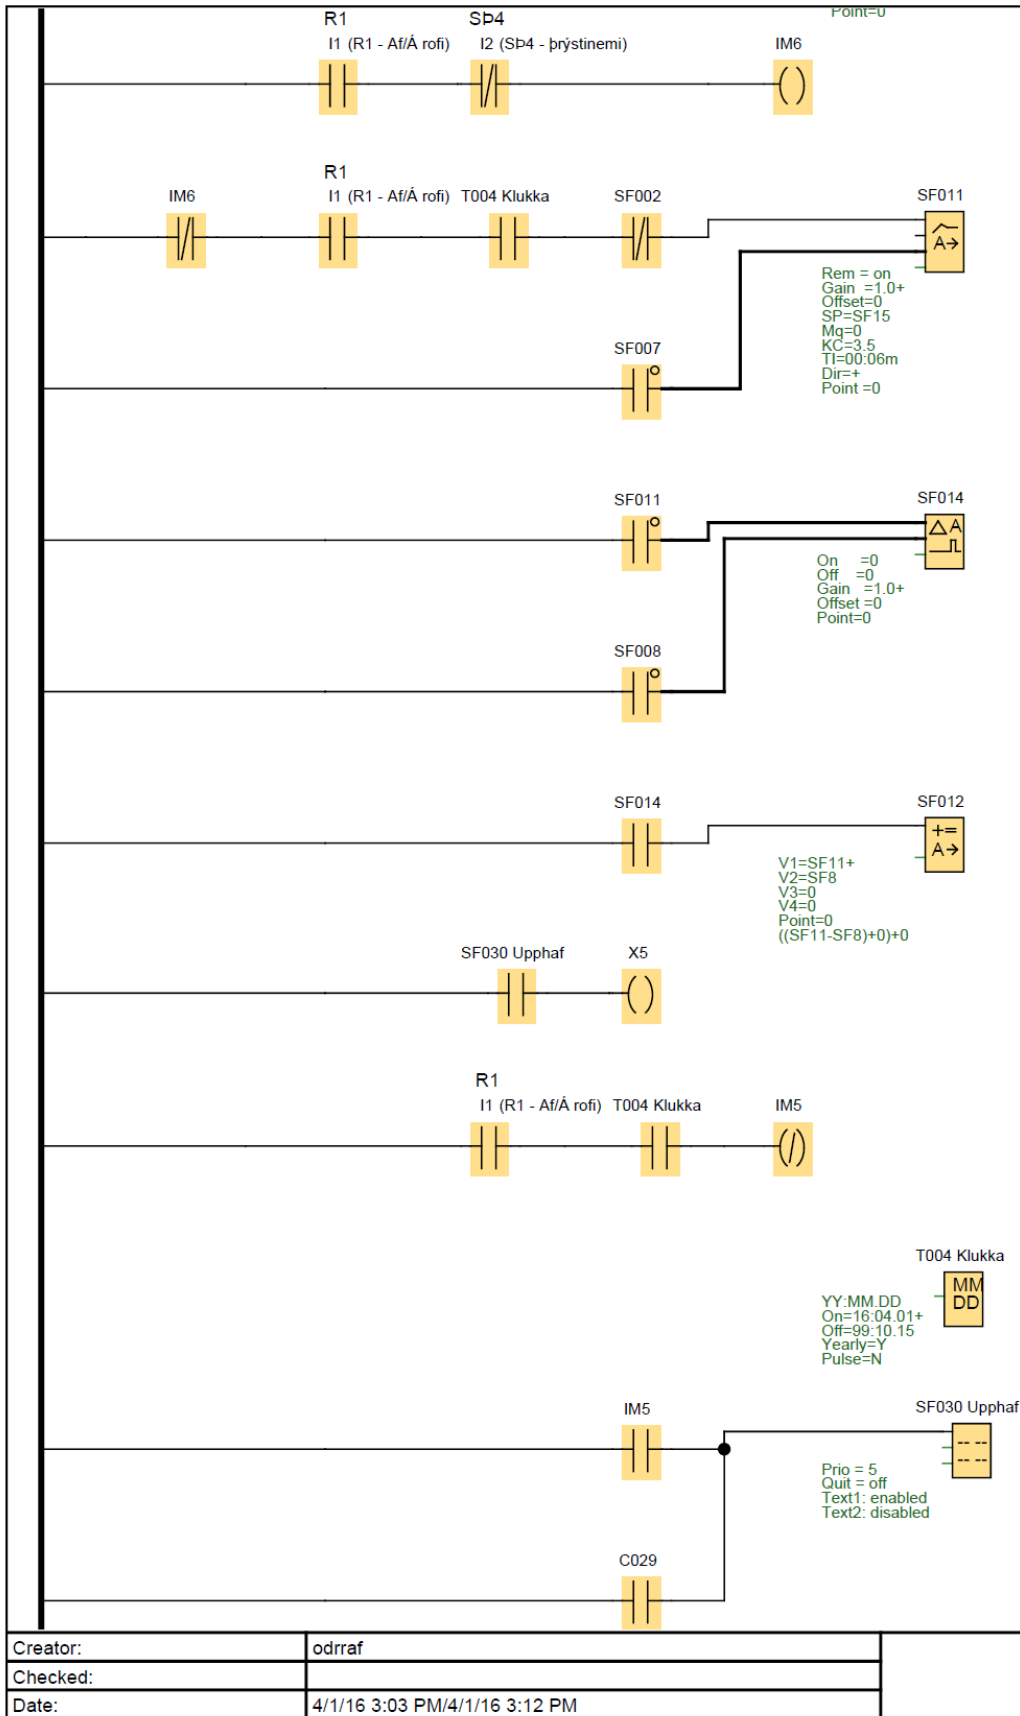 Point=0
R1 SÞ4
I1 (R1 - Af/Á rofi) I2 (SÞ4 - þrýstinemi) IM6
R1
IM6 I1 (R1 - Af/Á rofi) T004 Klukka SF002 SF011
A→
Rem = on
Gain =1.0+
Offset=0
SP=SF15
Mq=0
KC=3.5
TI=00:06m
Dir=+
Point =0
SF007
SF011 SF014
A
On =0
Off =0
Gain =1.0+
Offset =0
Point=0
SF008
SF014 SF012
+=
A→
V1=SF11+
V2=SF8
V3=0
V4=0
Point=0
((SF11-SF8)+0)+0
SF030 Upphaf X5
R1
I1 (R1 - Af/Á rofi) T004 Klukka IM5
T004 Klukka
MM
DD
YY:MM.DD
On=16:04.01+
Off=99:10.15
Yearly=Y
Pulse=N
IM5 SF030 Upphaf
Prio = 5
Quit = off
Text1: enabled
Text2: disabled
C029
Creator: odrraf
Checked:
Date: 4/1/16 3:03 PM/4/1/16 3:12 PM